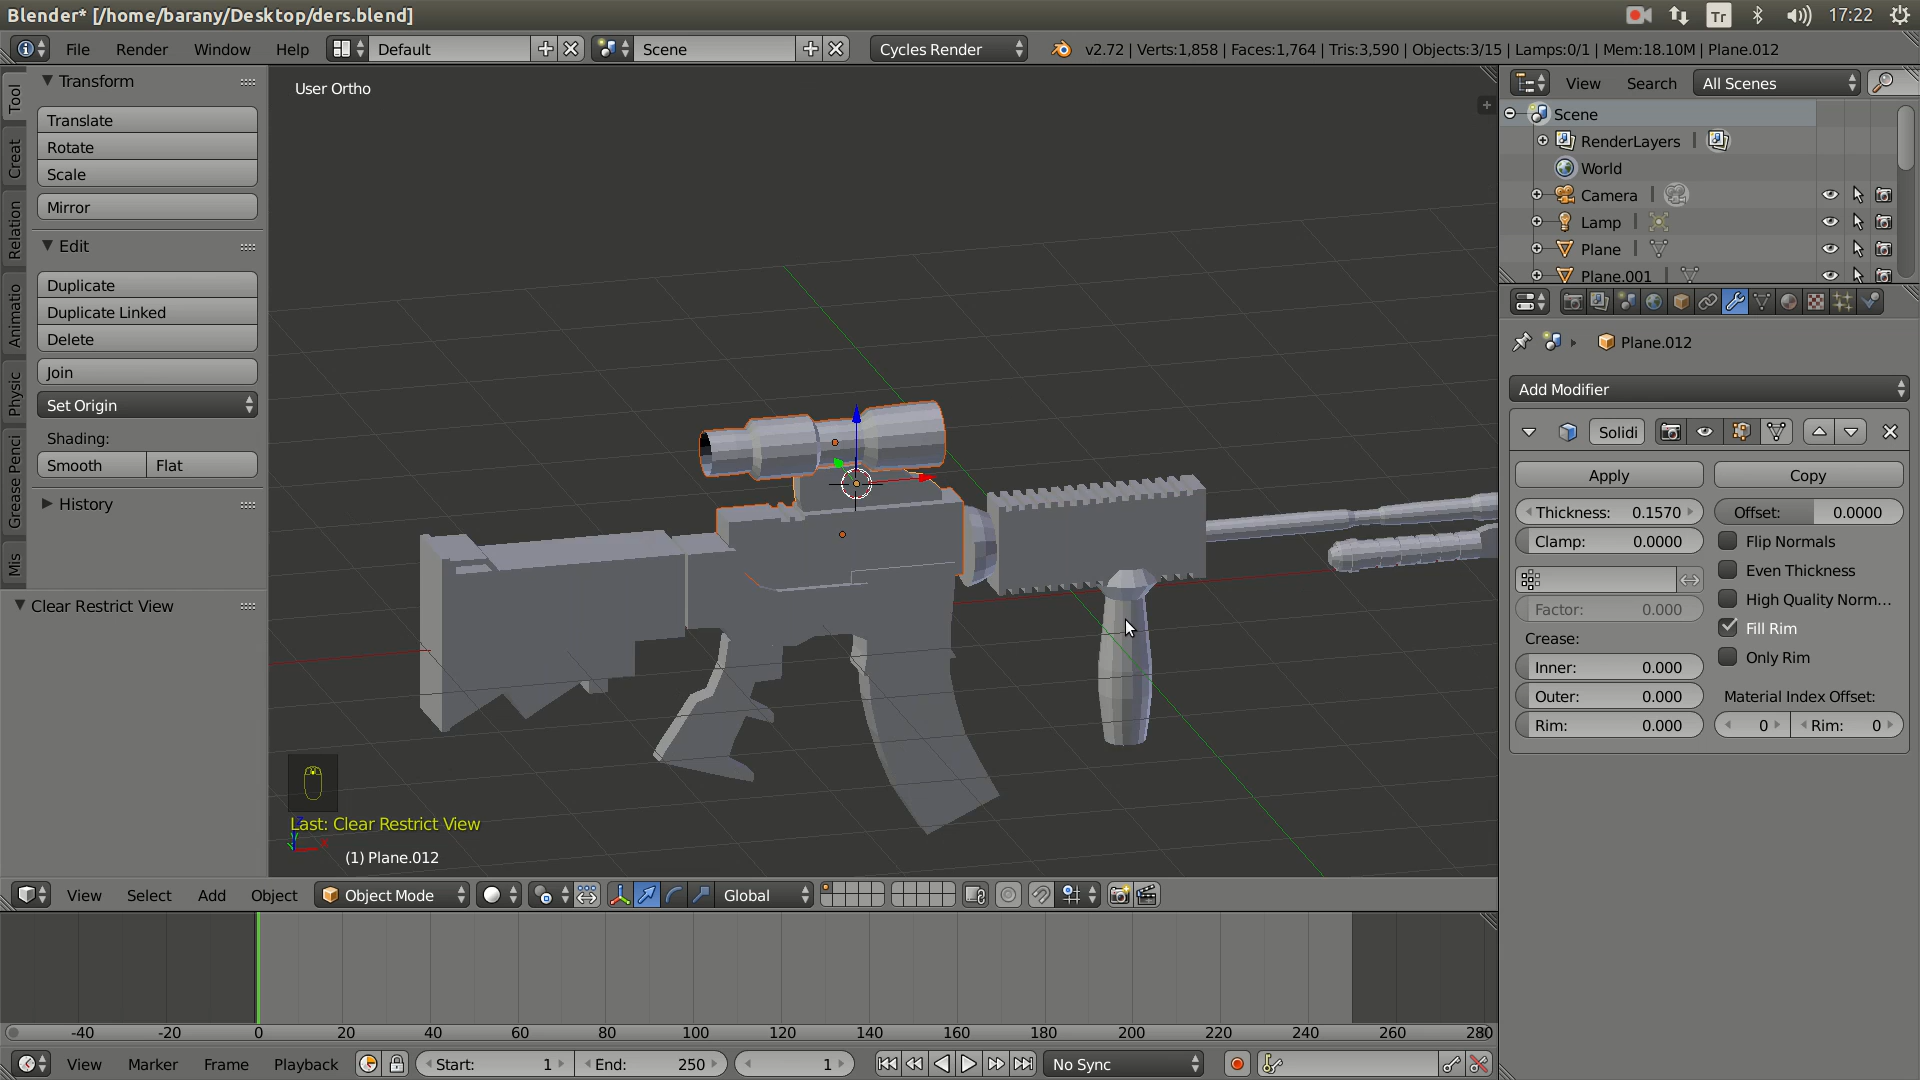 Blender* [/home/barany/Desktop/ders.blend]
Tr
17:22
File Render Window Help
Default
Scene
Cycles Render
v2.72 | Verts:1,858 | Faces:1,764 | Tris:3,590 | Objects:3/15 | Lamps:0/1 | Mem:18.10M | Plane.012
Tool
Creat
Relation
Animatio
Physic
Grease Penci
Mis
Transform
Translate
Rotate
Scale
Mirror
Edit
Duplicate
Duplicate Linked
Delete
Join
Set Origin
Shading:
Smooth Flat
History
Clear Restrict View
User Ortho
Last: Clear Restrict View
(1) Plane.012
View Search All Scenes
Scene
RenderLayers
World
Camera
Lamp
Plane
Plane.001
Plane.012
Add Modifier
Solidi
Apply Copy
Thickness: 0.1570 Offset: 0.0000
Clamp: 0.0000 Flip Normals
Even Thickness
Factor: 0.000 High Quality Norm...
Crease: Fill Rim
Inner: 0.000 Only Rim
Outer: 0.000 Material Index Offset:
Rim: 0.000 0 Rim: 0
View Select Add Object Object Mode Global
-40 -20 0 20 40 60 80 100 120 140 160 180 200 220 240 260 280
View Marker Frame Playback Start: 1 End: 250 1 No Sync